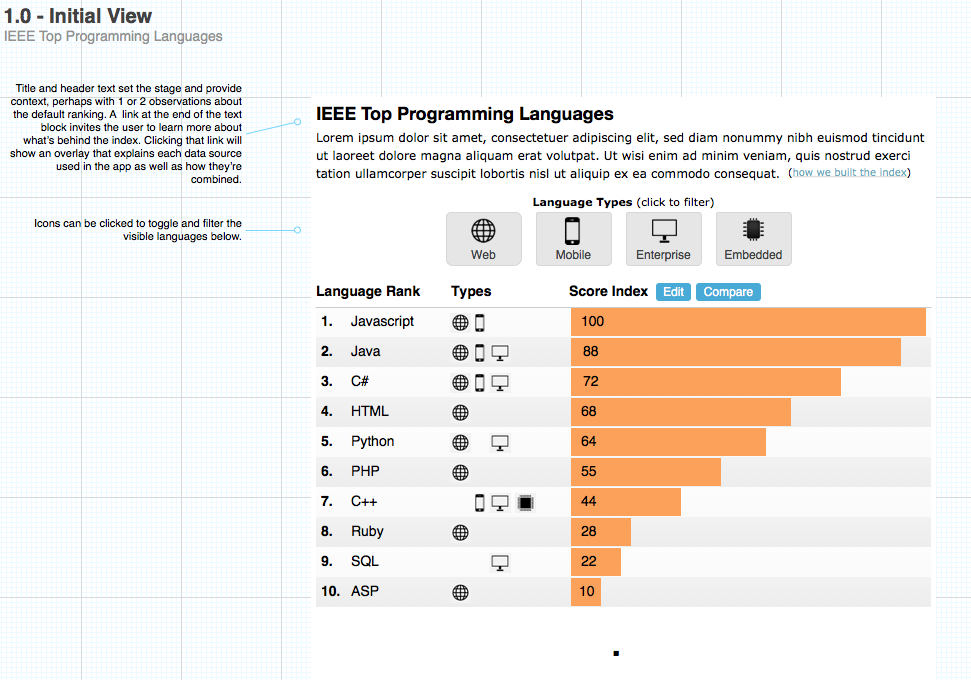 1.0 - Initial View
IEEE Top Programming Languages
Title and header text set the stage and provide
context, perhaps with 1 or 2 observations about
the default ranking. A link at the end of the text
block invites the user to learn more about
what's behind the index. Clicking that link will
show an overlay that explains each data source
used in the app as well as how they're
combined.
Icons can be clicked to toggle and filter the
visible languages below.
IEEE Top Programming Languages
Lorem ipsum dolor sit amet, consectetuer adipiscing elit, sed diam nonummy nibh euismod tincidunt
ut laoreet dolore magna aliquam erat volutpat. Ut wisi enim ad minim veniam, quis nostrud exerci
tation ullamcorper suscipit lobortis nisl ut aliquip ex ea commodo consequat. (how we built the index)
Language Types (click to filter)
Web Mobile Enterprise Embedded
Language Rank Types Score Index Edit Compare
1. Javascript 100
2. Java 88
3. C# 72
4. HTML 68
5. Python 64
6. PHP 55
7. C++ 44
8. Ruby 28
9. SQL 22
10. ASP 10